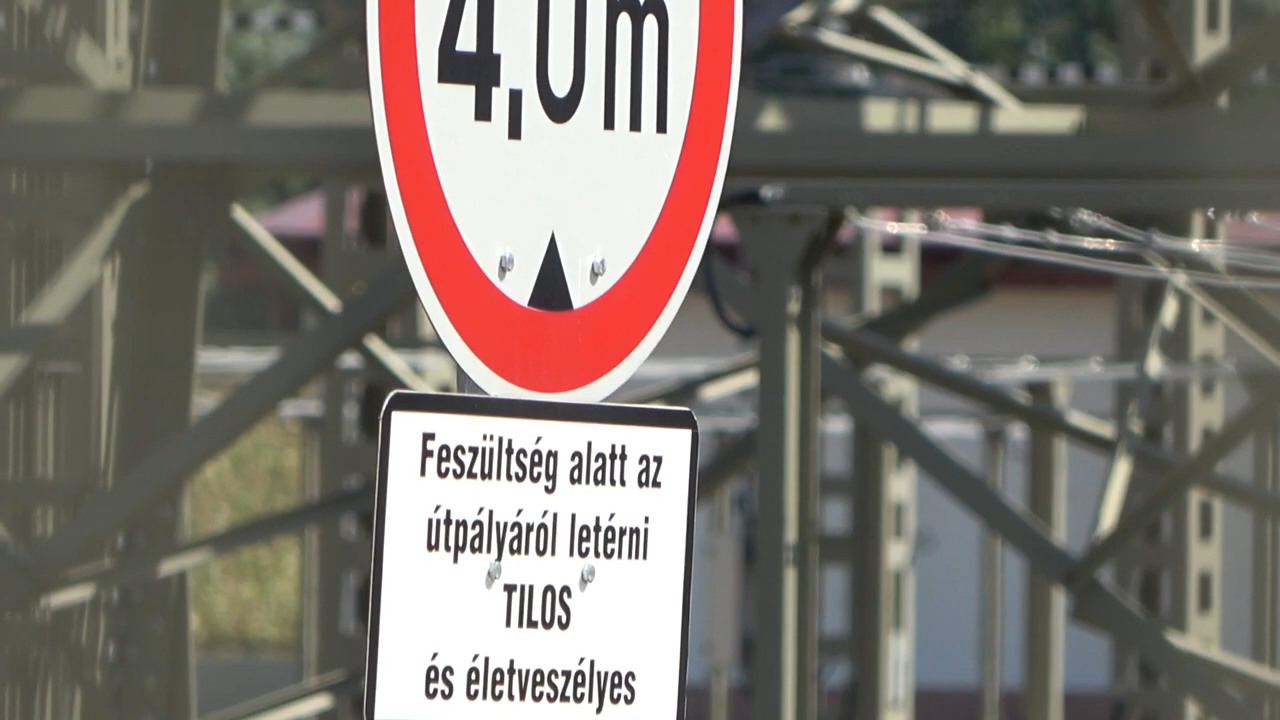 4,0m
Feszültség alatt az
útpályáról letérni
TILOS
és életveszélyes